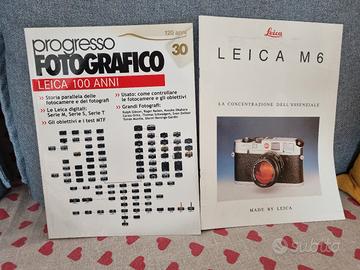 120 anni
progresso
FOTOGRAFICO
30
LEICA 100 ANNI
Storia parallela delle
fotocamere e dei fotografi
Le Leica digitali:
Serie M, Serie S, Serie T
Gli obiettivi e i test MTF
Usato: come controllare
le fotocamere e gli obiettivi
Grandi Fotografi:
Leica
LEICA M6
LA CONCENTRAZIONE DELL'ESSENZIALE
MADE BY LEICA
subito